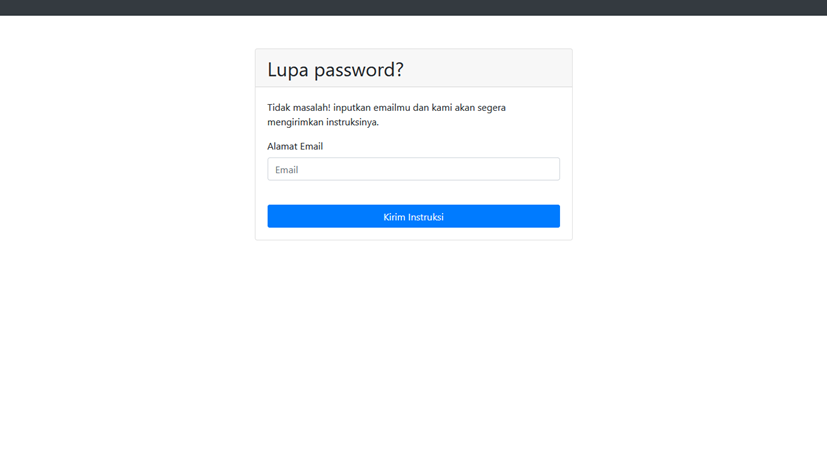 Lupa password?
Tidak masalah! inputkan emailmu dan kami akan segera
mengirimkan instruksinya.
Alamat Email
Email
Kirim Instruksi